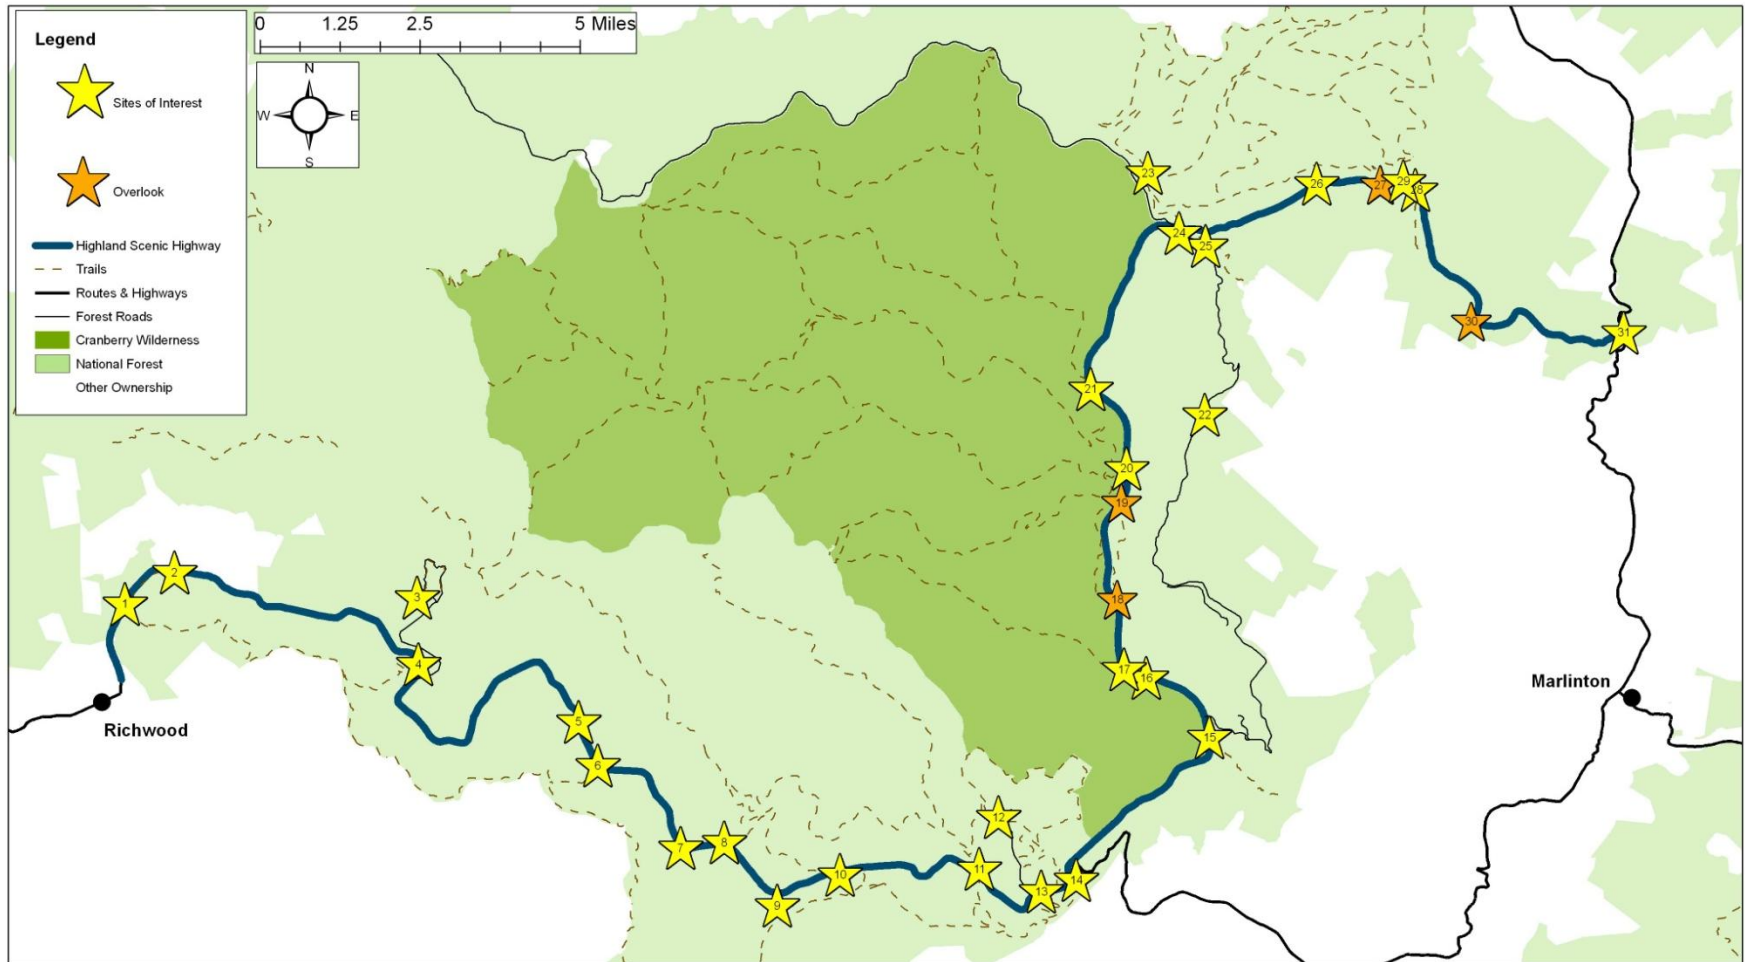 0 1.25 2.5 5 Miles
Legend
Sites of Interest
Overlook
Highland Scenic Highway
Trails
Routes & Highways
Forest Roads
Cranberry Wilderness
National Forest
Other Ownership
N
W E
S
23
24
25
26
27
29
28
30
31
21
22
20
19
18
17
16
15
1
2
3
4
5
6
7
8
9
10
11
12
13
14
Richwood
Marlinton